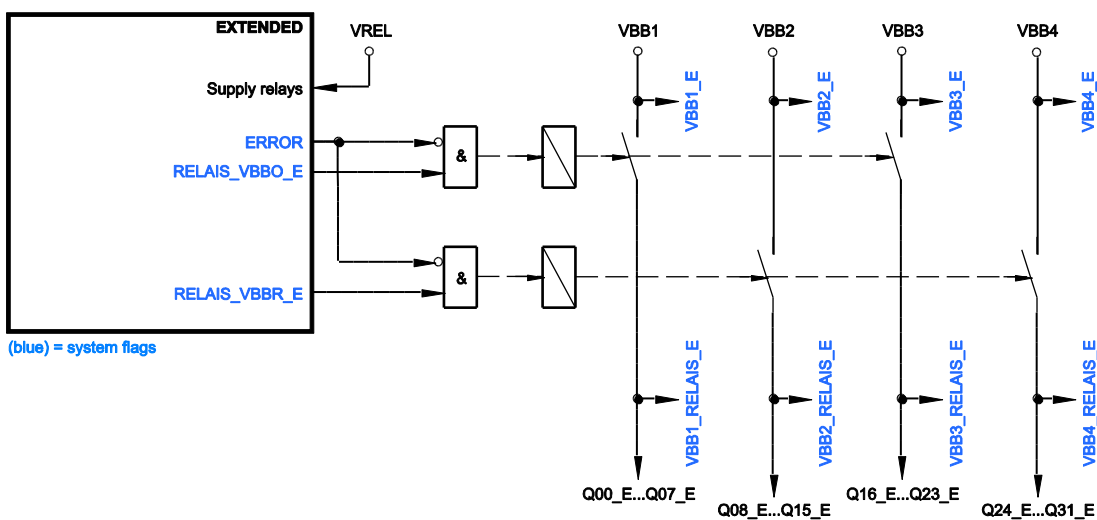 EXTENDED
VREL
VBB1
VBB2
VBB3
VBB4
Supply relays
VBB1_E
VBB2_E
VBB3_E
VBB4_E
ERROR
&
RELAIS_VBBO_E
&
RELAIS_VBBR_E
(blue) = system flags
VBB1_RELAIS_E
VBB2_RELAIS_E
VBB3_RELAIS_E
VBB4_RELAIS_E
Q00_E...Q07_E
Q08_E...Q15_E
Q16_E...Q23_E
Q24_E...Q31_E